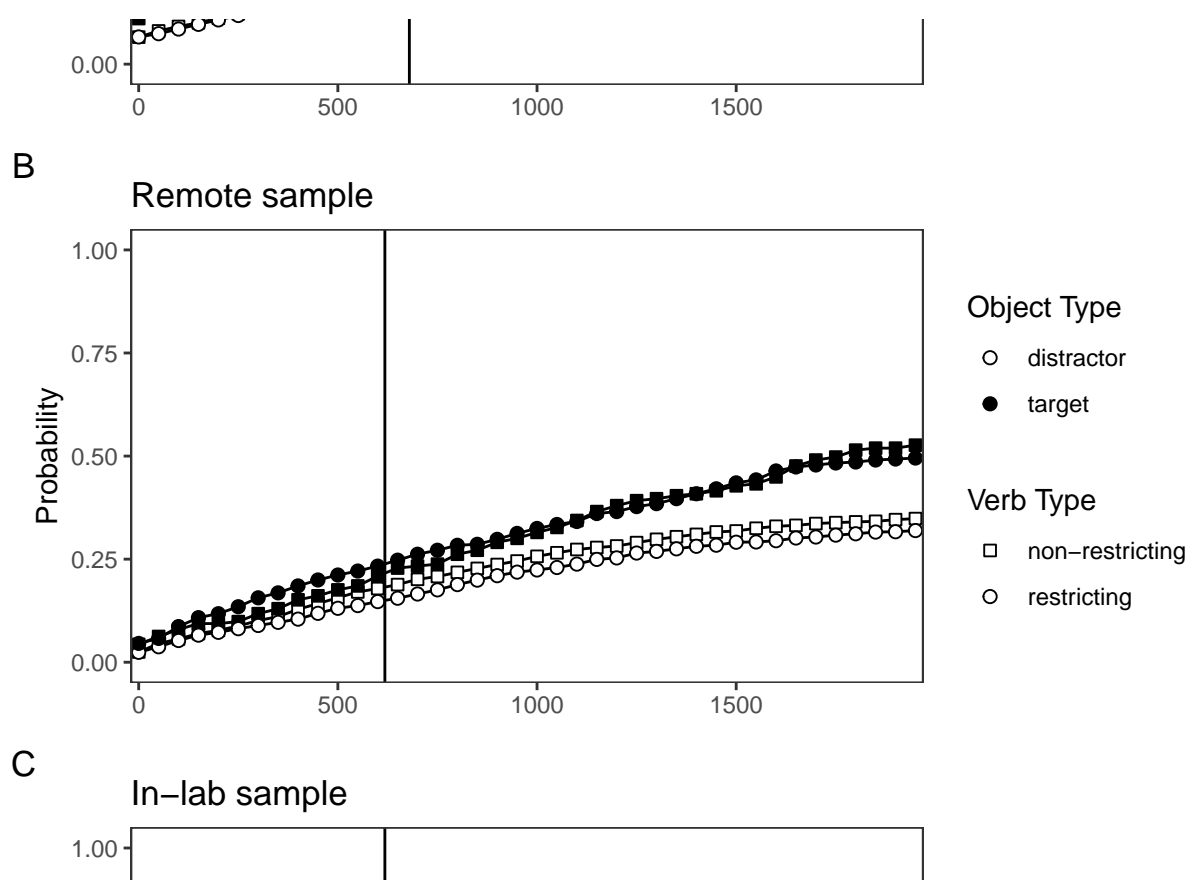 0.00
0 500 1000 1500
B
Remote sample
1.00
0.75
0.50
0.25
0.00
Probability
0 500 1000 1500
Object Type
distractor
target
Verb Type
non−restricting
restricting
C
In−lab sample
1.00